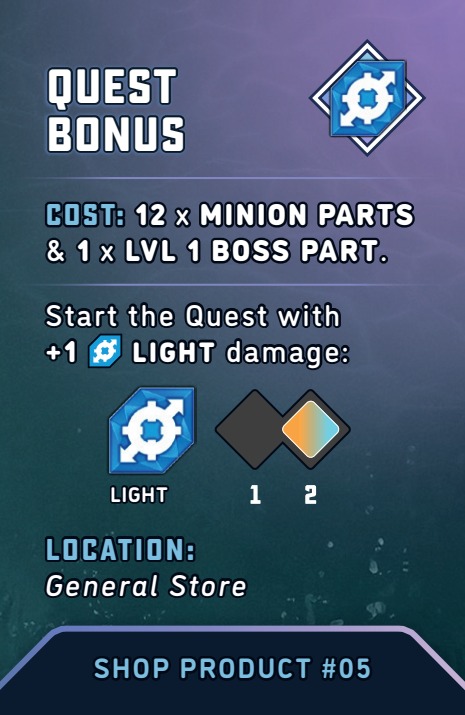 QUEST
BONUS
COST: 12 x MINION PARTS
& 1 x LVL 1 BOSS PART.
Start the Quest with
+1 LIGHT damage:
LIGHT 1 2
LOCATION:
General Store
SHOP PRODUCT #05